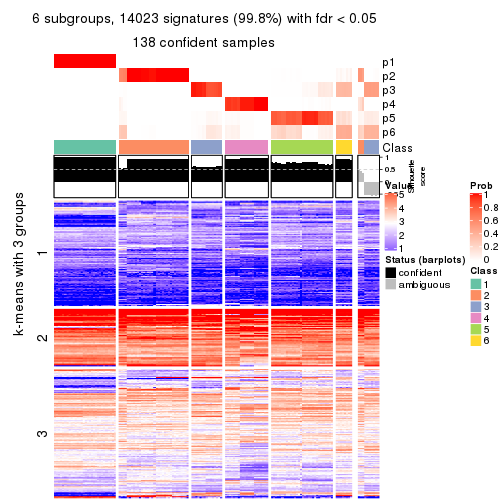 6 subgroups, 14023 signatures (99.8%) with fdr < 0.05
138 confident samples
p1
p2
p3
p4
p5
p6
Class
1
0.5
0
Silhouette
score
k-means with 3 groups
1
2
3
Value
5
4
3
2
1
Status (barplots)
confident
ambiguous
Prob
1
0.8
0.6
0.4
0.2
0
Class
1
2
3
4
5
6